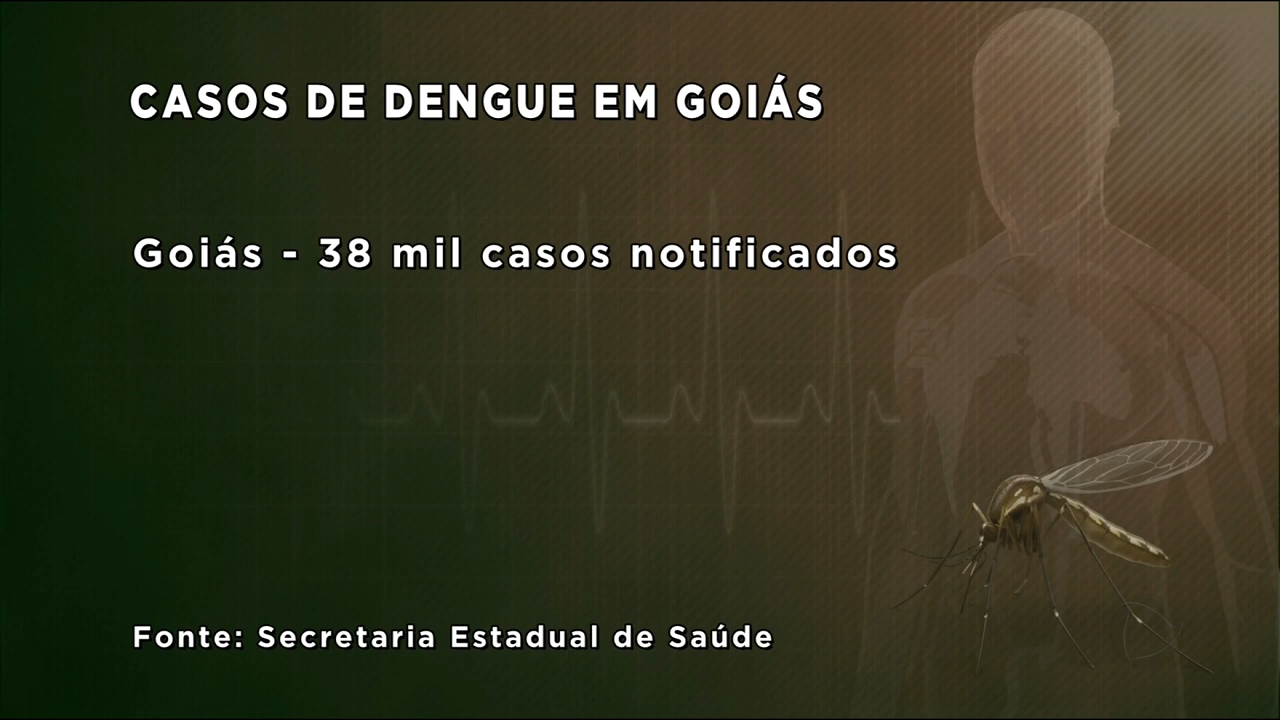 CASOS DE DENGUE EM GOIÁS
Goiás - 38 mil casos notificados
Fonte: Secretaria Estadual de Saúde